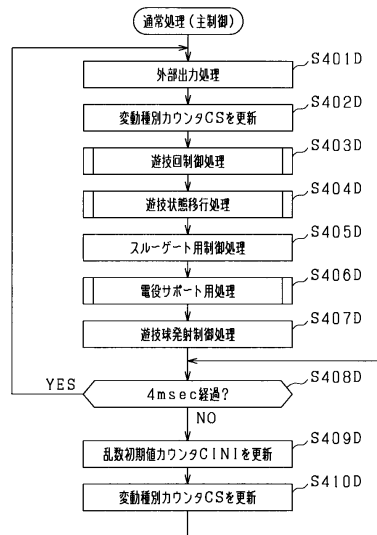 通常処理(主制御)
S401D
外部出力処理
S402D
変動種別カウンタCSを更新
S403D
遊技回制御処理
S404D
遊技状態移行処理
S405D
スルーゲート用制御処理
S406D
電役サポート用処理
S407D
遊技球発射制御処理
S408D
YES
4msec経過?
NO
S409D
乱数初期値カウンタCINIを更新
S410D
変動種別カウンタCSを更新